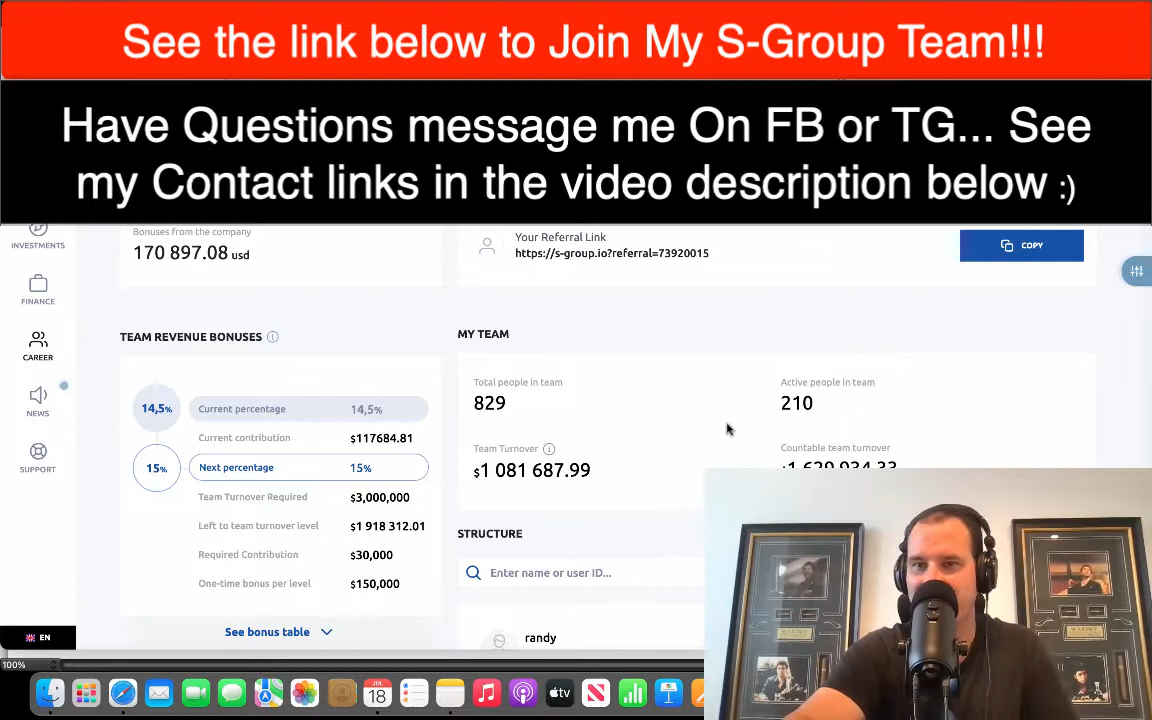 See the link below to Join My S-Group Team!!!
Have Questions message me On FB or TG... See
my Contact links in the video description below :)
INVESTMENTS
FINANCE
CAREER
NEWS
SUPPORT
EN
100%
Bonuses from the company
170 897.08 usd
Your Referral Link
https://s-group.io?referral=73920015
COPY
TEAM REVENUE BONUSES
14,5%
Current percentage 14,5%
Current contribution $117684.81
15%
Next percentage 15%
Team Turnover Required $3,000,000
Left to team turnover level $1 918 312.01
Required Contribution $30,000
One-time bonus per level $150,000
See bonus table
MY TEAM
Total people in team
829
Active people in team
210
Team Turnover
$1 081 687.99
Countable team turnover
STRUCTURE
Enter name or user ID...
randy
JUL
18
tv